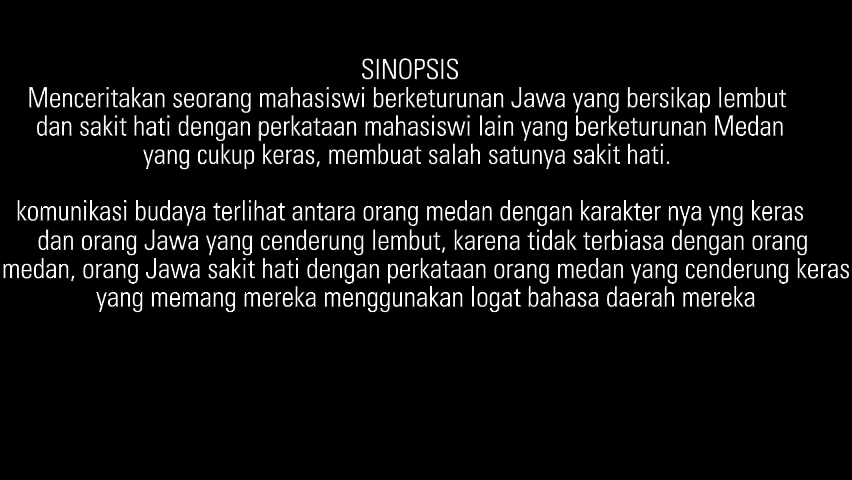 SINOPSIS
Menceritakan seorang mahasiswi berketurunan Jawa yang bersikap lembut
dan sakit hati dengan perkataan mahasiswi lain yang berketurunan Medan
yang cukup keras, membuat salah satunya sakit hati.
komunikasi budaya terlihat antara orang medan dengan karakter nya yng keras
dan orang Jawa yang cenderung lembut, karena tidak terbiasa dengan orang
medan, orang Jawa sakit hati dengan perkataan orang medan yang cenderung keras
yang memang mereka menggunakan logat bahasa daerah mereka